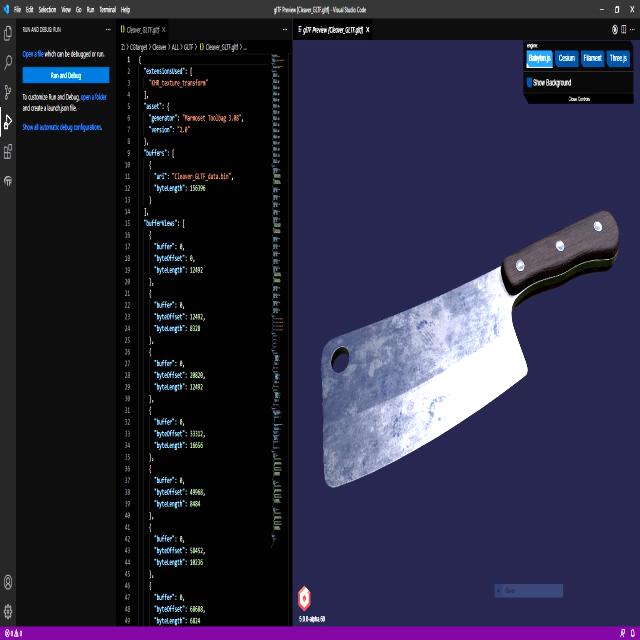 File Edit Selection View Go Run Terminal Help
glTF Preview [Cleaver_GLTF.gltf] - Visual Studio Code
RUN AND DEBUG: RUN
Open a file which can be debugged or run.
Run and Debug
To customize Run and Debug, open a folder
and create a launch.json file.
Show all automatic debug configurations.
{} Cleaver_GLTF.gltf ×
Z: > CGtarget > Cleaver > ALL > GLTF > {} Cleaver_GLTF.gltf > ...
1 {
2 "extensionsUsed": [
3 "KHR_texture_transform"
4 ],
5 "asset": {
6 "generator": "Marmoset Toolbag 3.08",
7 "version": "2.0"
8 },
9 "buffers": [
10 {
11 "uri": "Cleaver_GLTF_data.bin",
12 "byteLength": 156396
13 }
14 ],
15 "bufferViews": [
16 {
17 "buffer": 0,
18 "byteOffset": 0,
19 "byteLength": 12492
20 },
21 {
22 "buffer": 0,
23 "byteOffset": 12492,
24 "byteLength": 8328
25 },
26 {
27 "buffer": 0,
28 "byteOffset": 20820,
29 "byteLength": 12492
30 },
31 {
32 "buffer": 0,
33 "byteOffset": 33312,
34 "byteLength": 16656
35 },
36 {
37 "buffer": 0,
38 "byteOffset": 49968,
39 "byteLength": 8484
40 },
41 {
42 "buffer": 0,
43 "byteOffset": 58452,
44 "byteLength": 10236
45 },
46 {
47 "buffer": 0,
48 "byteOffset": 68688,
49 "byteLength": 6824
glTF Preview [Cleaver_GLTF.gltf] ×
engine:
Babylon.js Cesium Filament Three.js
Show Background
Close Controls
5.0.0-alpha.60
0 0